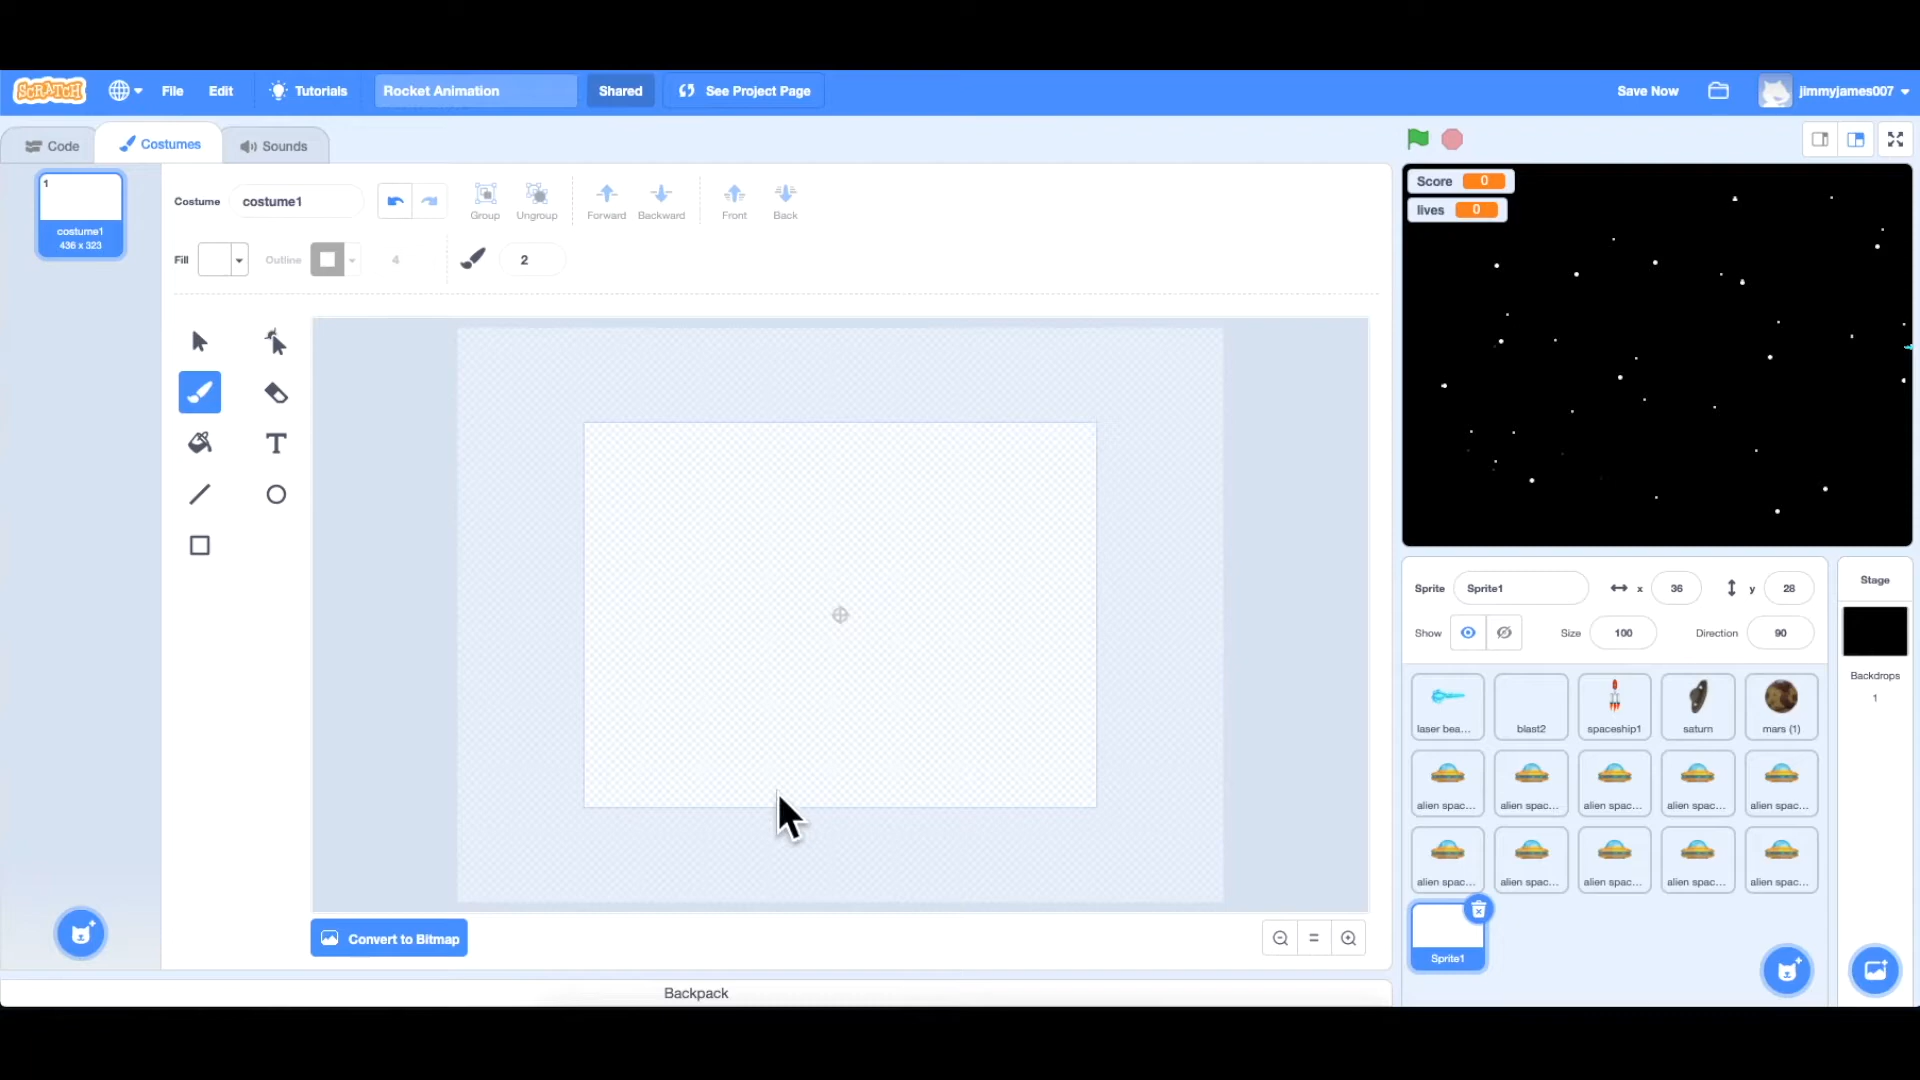 SCRATCH File Edit Tutorials Rocket Animation Shared See Project Page Save Now jimmyjames007
Code Costumes Sounds
1
costume1
436 x 323
Costume costume1 Group Ungroup Forward Backward Front Back
Fill Outline 4 2
T
Convert to Bitmap
Backpack
Score 0
lives 0
Sprite Sprite1 x 36 y 28
Show Size 100 Direction 90
laser bea... blast2 spaceship1 saturn mars (1)
alien spac... alien spac... alien spac... alien spac... alien spac...
alien spac... alien spac... alien spac... alien spac... alien spac...
Sprite1
Stage
Backdrops
1